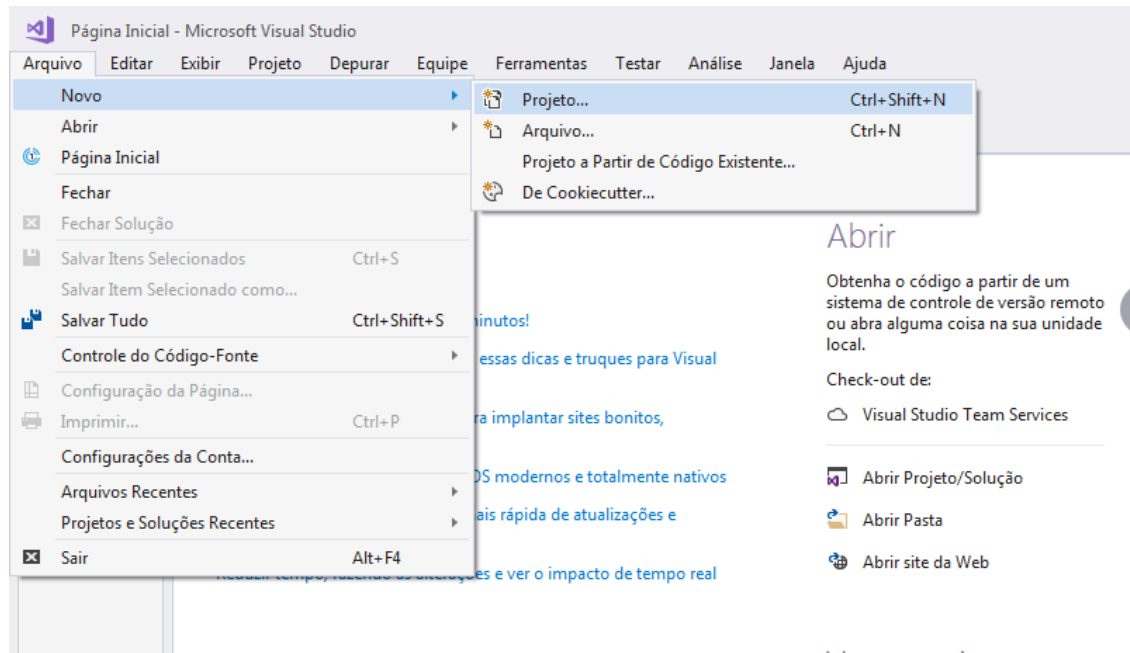 Página Inicial - Microsoft Visual Studio
Arquivo Editar Exibir Projeto Depurar Equipe Ferramentas Testar Análise Janela Ajuda
Novo
Abrir
Página Inicial
Fechar
Fechar Solução
Salvar Itens Selecionados Ctrl+S
Salvar Item Selecionado como...
Salvar Tudo Ctrl+Shift+S
Controle do Código-Fonte
Configuração da Página...
Imprimir... Ctrl+P
Configurações da Conta...
Arquivos Recentes
Projetos e Soluções Recentes
Sair Alt+F4
Projeto... Ctrl+Shift+N
Arquivo... Ctrl+N
Projeto a Partir de Código Existente...
De Cookiecutter...
minutos!
essas dicas e truques para Visual
implantar sites bonitos,
modernos e totalmente nativos
rápida de atualizações e
e ver o impacto de tempo real
Abrir
Obtenha o código a partir de um
sistema de controle de versão remoto
ou abra alguma coisa na sua unidade
local.
Check-out de:
Visual Studio Team Services
Abrir Projeto/Solução
Abrir Pasta
Abrir site da Web